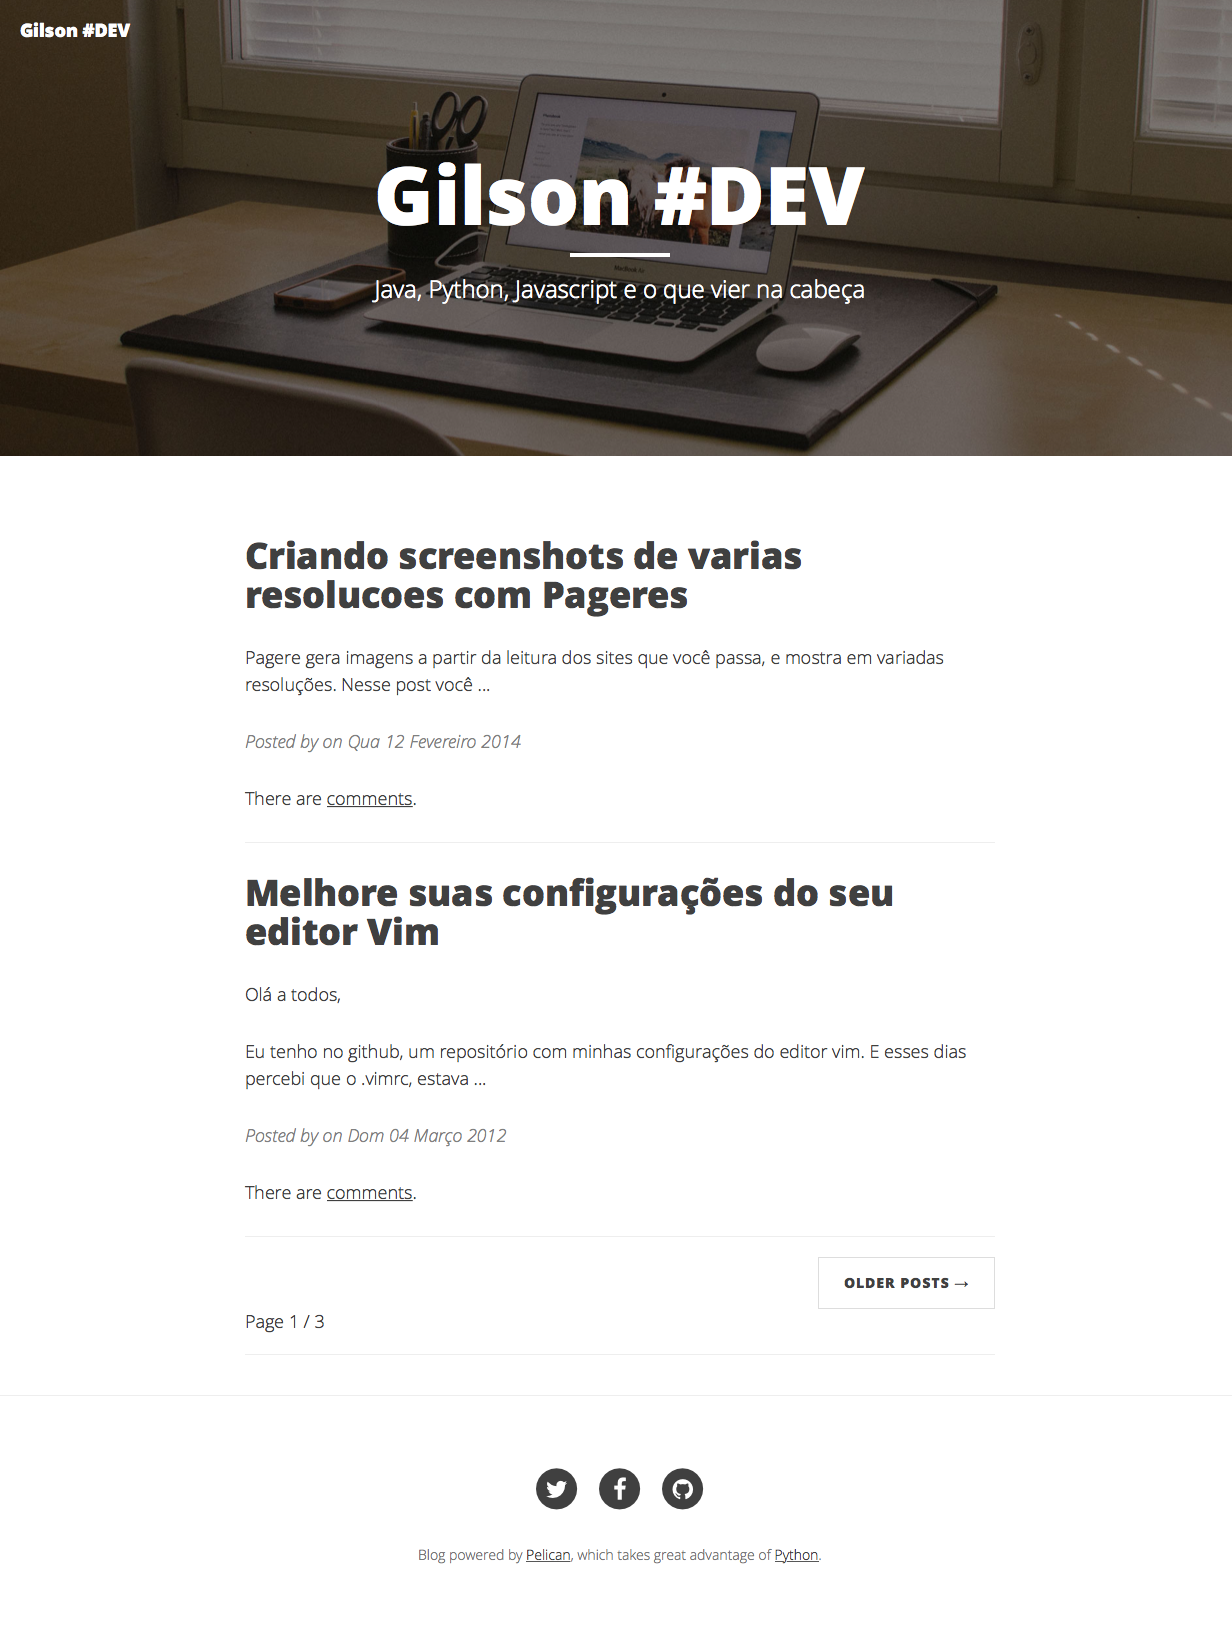 Gilson #DEV
Gilson #DEV
Java, Python, Javascript e o que vier na cabeça
MacBook Air
Criando screenshots de varias
resolucoes com Pageres
Pagere gera imagens a partir da leitura dos sites que você passa, e mostra em variadas
resoluções. Nesse post você ...
Posted by on Qua 12 Fevereiro 2014
There are comments.
Melhore suas configurações do seu
editor Vim
Olá a todos,
Eu tenho no github, um repositório com minhas configurações do editor vim. E esses dias
percebi que o .vimrc, estava ...
Posted by on Dom 04 Março 2012
There are comments.
OLDER POSTS →
Page 1 / 3
Blog powered by Pelican, which takes great advantage of Python.